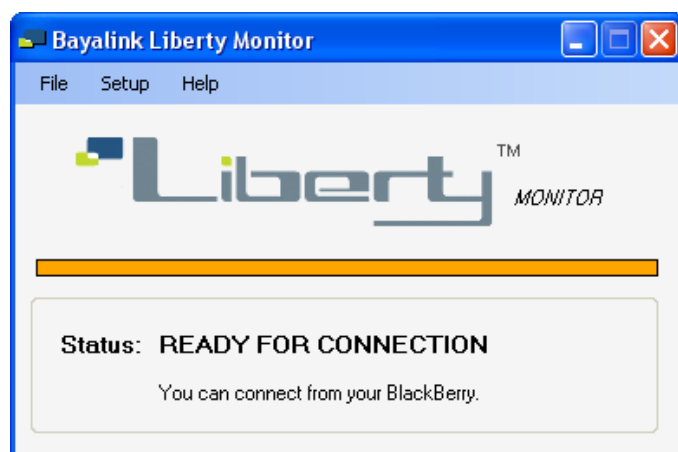 Bayalink Liberty Monitor
File Setup Help
Liberty™
MONITOR
Status: READY FOR CONNECTION
You can connect from your BlackBerry.